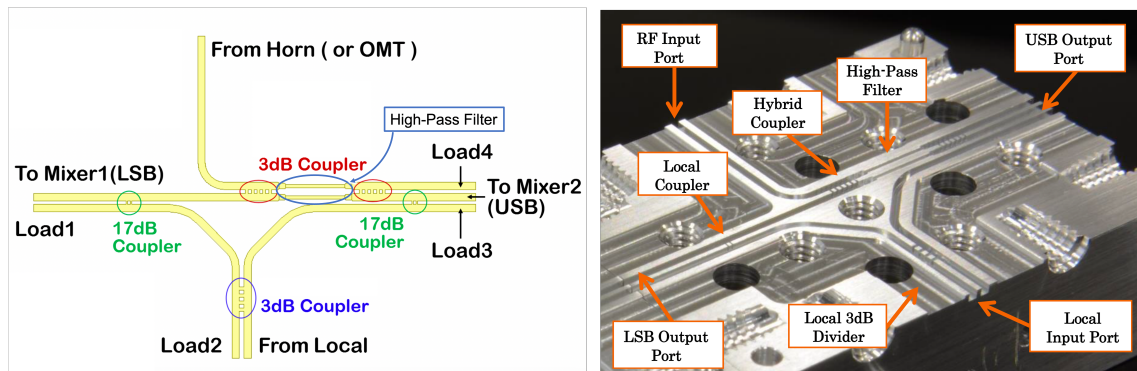 From Horn ( or OMT )
High-Pass Filter
3dB Coupler
Load4
To Mixer1(LSB)
To Mixer2
(USB)
Load1
17dB
Coupler
17dB
Coupler
Load3
3dB Coupler
Load2
From Local
RF Input
Port
USB Output
Port
High-Pass
Filter
Hybrid
Coupler
Local
Coupler
LSB Output
Port
Local 3dB
Divider
Local
Input Port